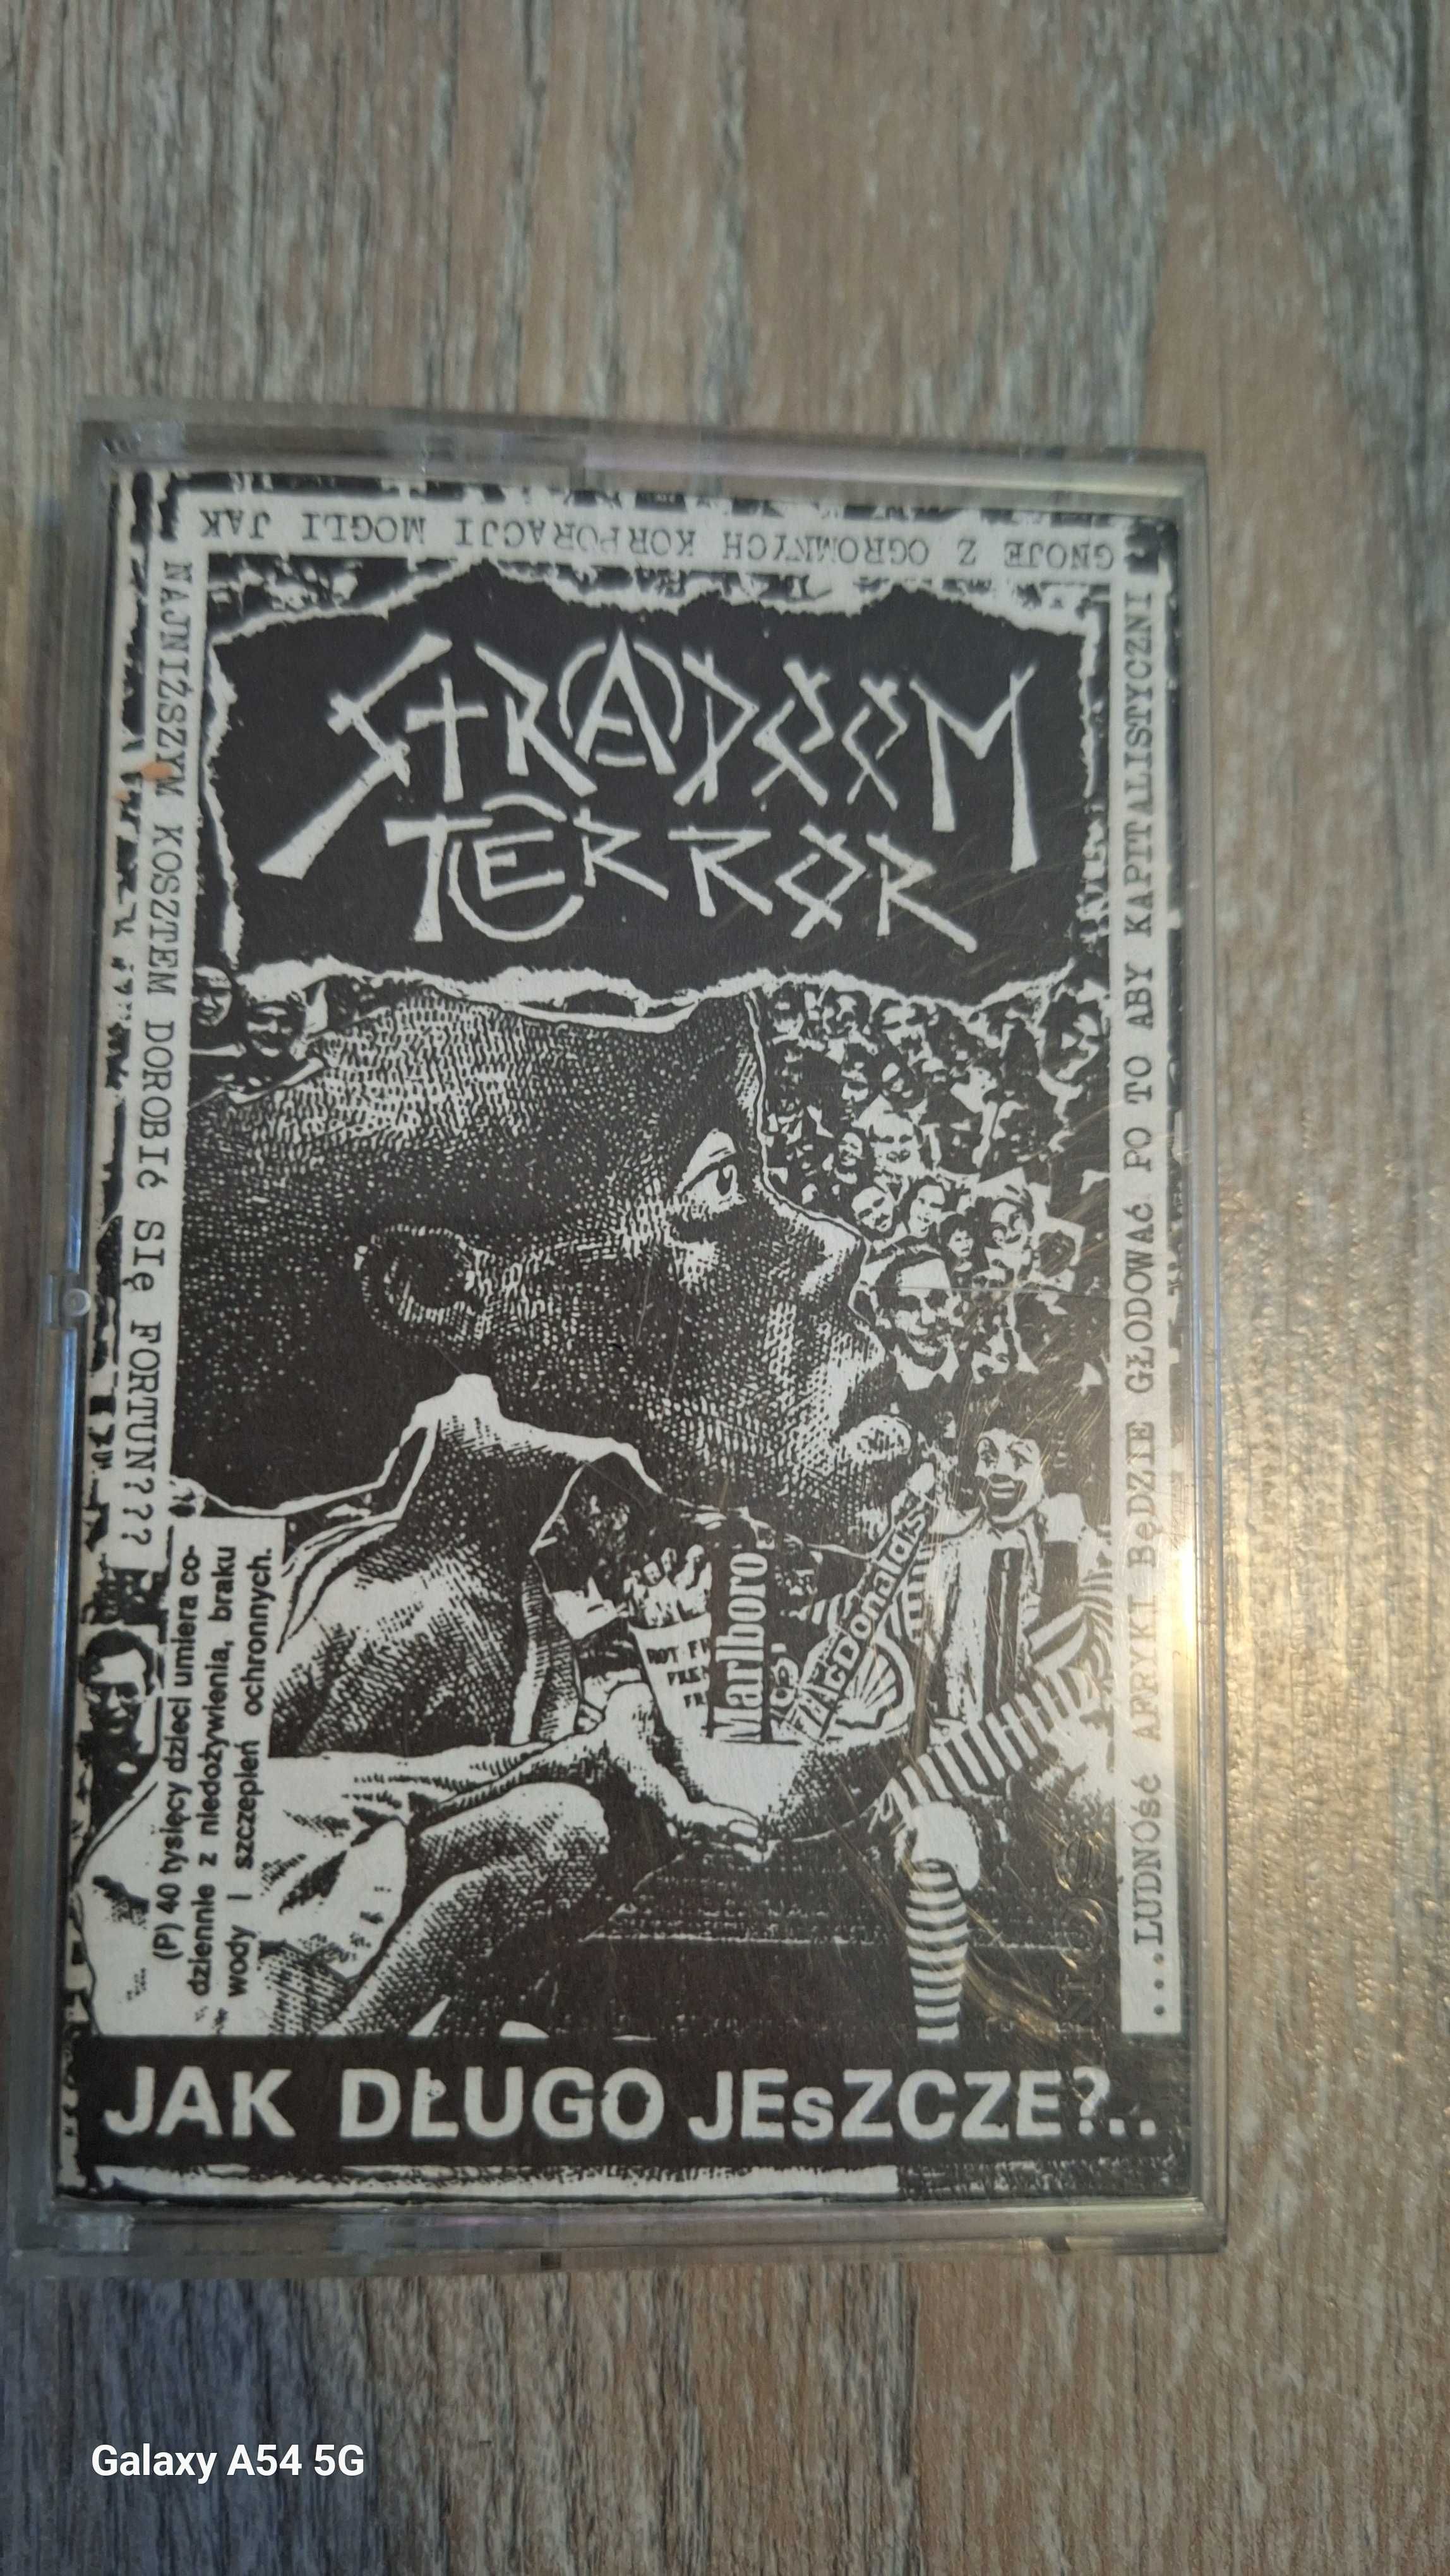 STRADOOM
TERROR
...LUDNOŚĆ AFRYKI BęDZIE GŁODOWAĆ PO TO ABY KAPITALISTYCZNI
GNOJE Z OGROMNYCH KORPORACJI MOGLI JAK
NAJNIŻSZYM KOSZTEM DOROBIĆ SIę FORTUN???
(P) 40 tysięcy dzieci umiera co-
dziennie z niedożywienia, braku
wody i szczepień ochronnych.
Marlboro
McDonald's
JAK DŁUGO JEsZCZE?..
Galaxy A54 5G